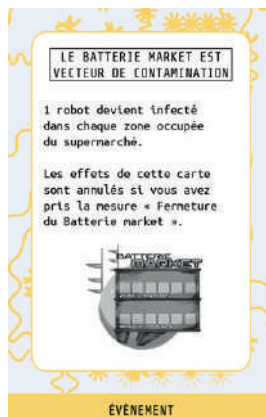 LE BATTERIE MARKET EST
VECTEUR DE CONTAMINATION
1 robot devient infecté
dans chaque zone occupée
du supermarché.
Les effets de cette carte
sont annulés si vous avez
pris la mesure « Fermeture
du Batterie market ».
BATTERIE
MARKET
ÉVÈNEMENT